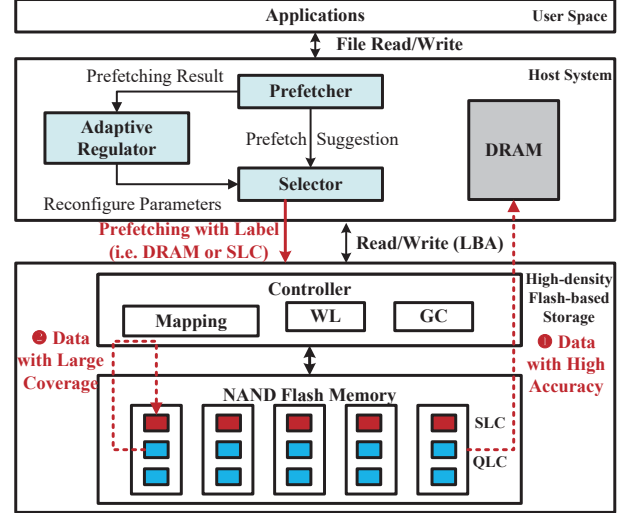 Applications
User Space
File Read/Write
Host System
Prefetching Result
Prefetcher
Adaptive
Regulator
Prefetch Suggestion
DRAM
Selector
Reconfigure Parameters
Prefetching with Label
(i.e. DRAM or SLC)
Read/Write (LBA)
High-density
Flash-based
Storage
Controller
Mapping
WL
GC
❷ Data
with Large
Coverage
❶ Data
with High
Accuracy
NAND Flash Memory
SLC
QLC